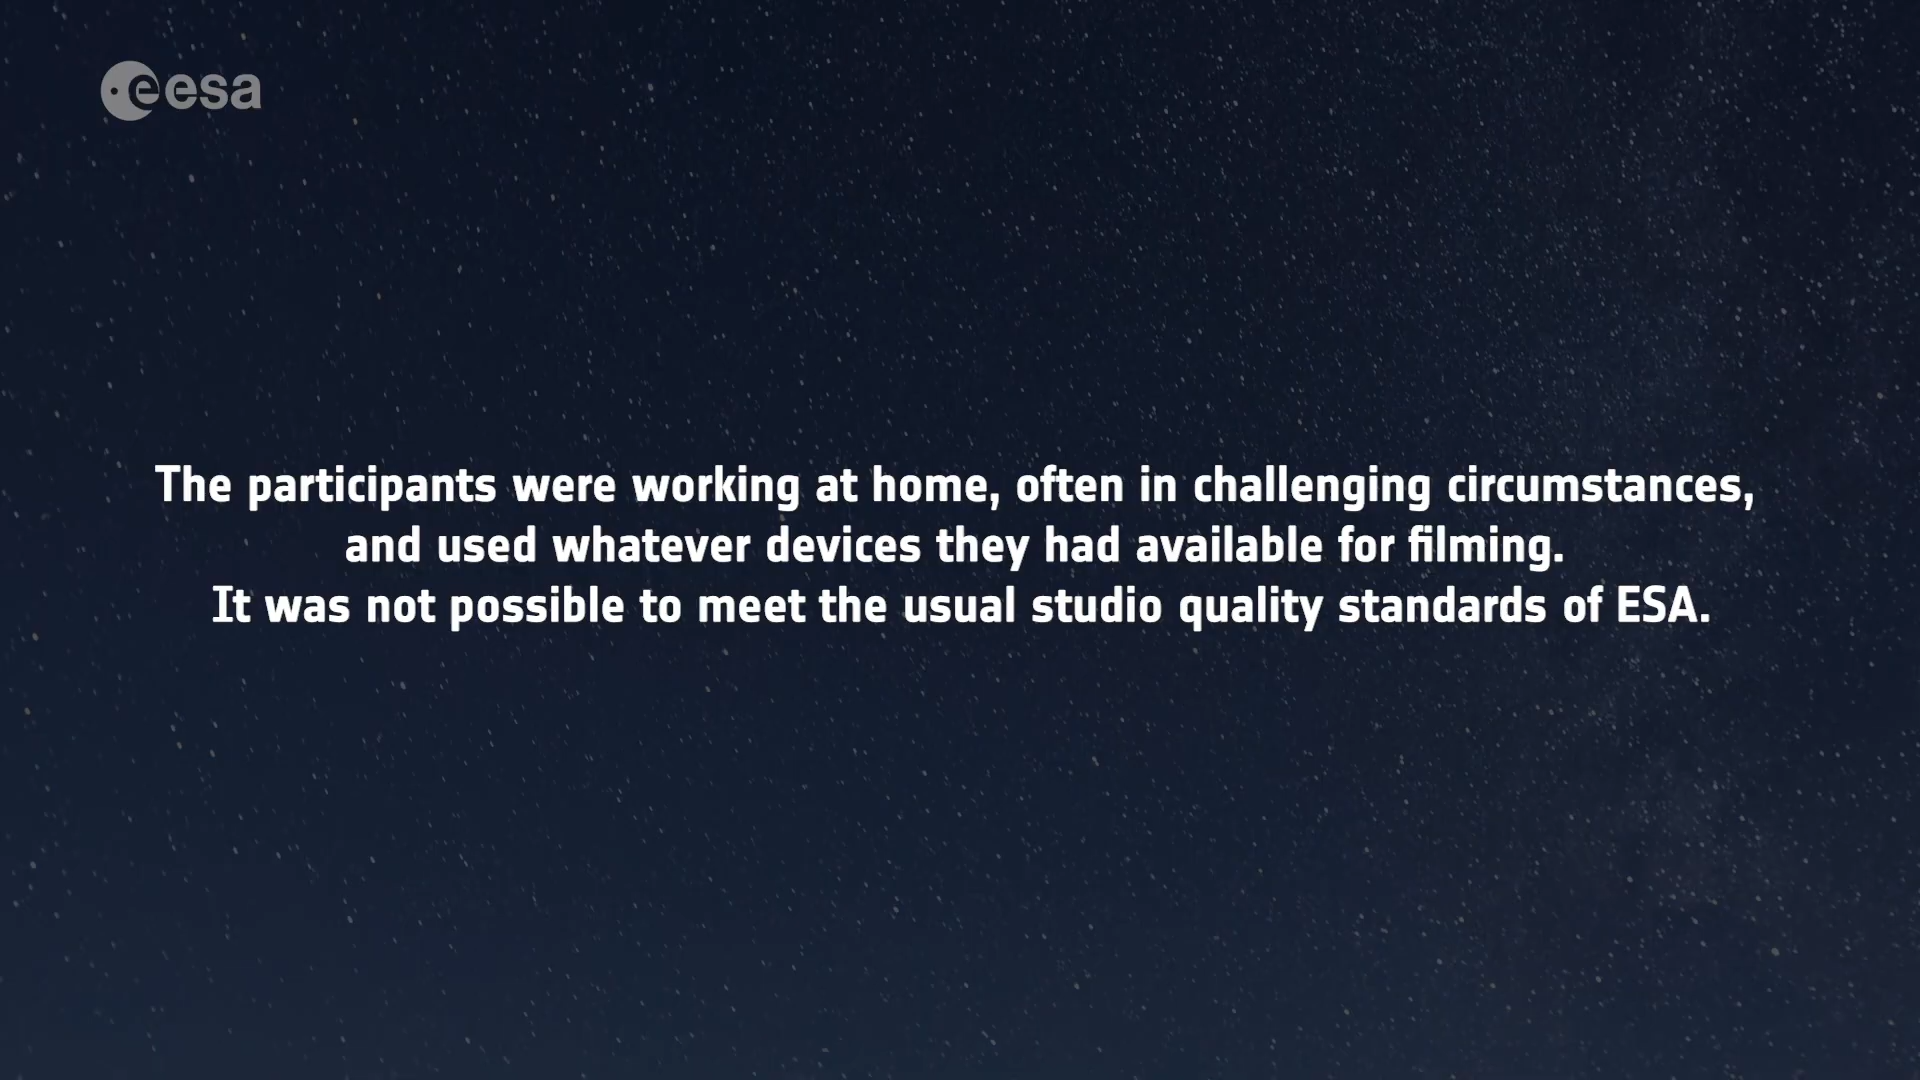 esa
The participants were working at home, often in challenging circumstances,
and used whatever devices they had available for filming.
It was not possible to meet the usual studio quality standards of ESA.